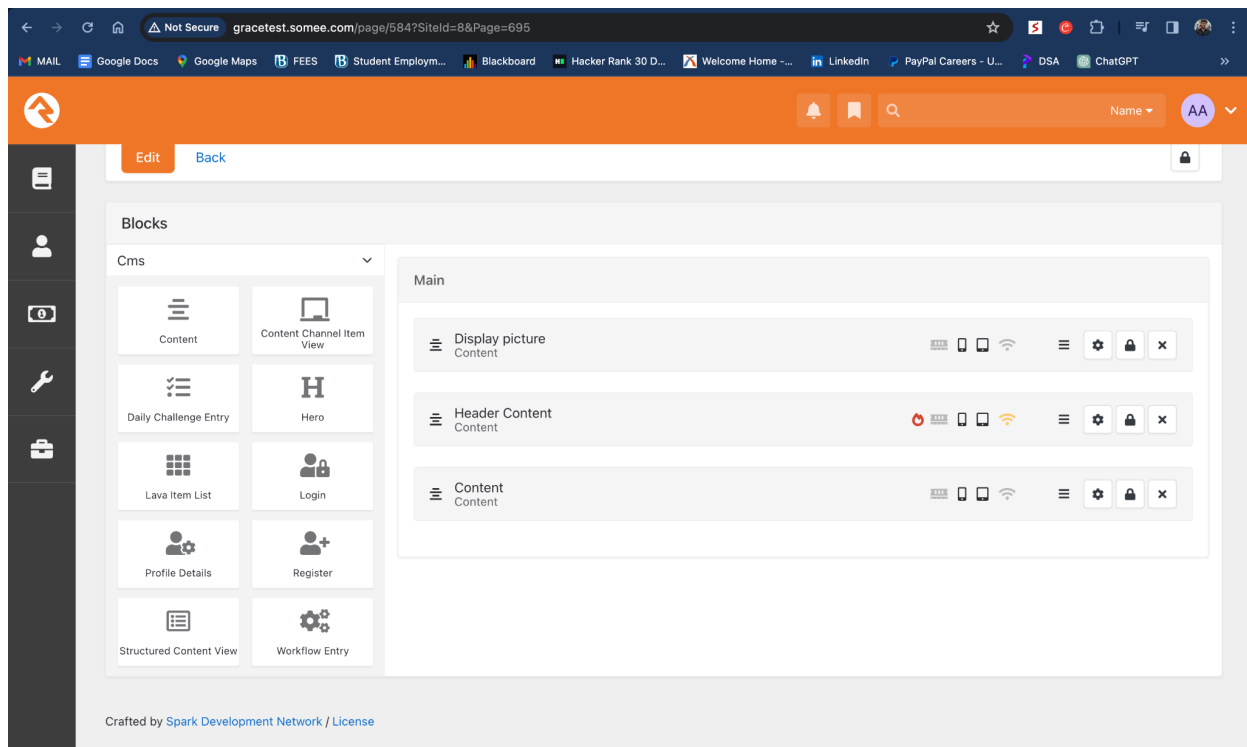 Not Secure gracetest.somee.com/page/584?SiteId=8&Page=695
MAIL Google Docs Google Maps FEES Student Employm... Blackboard Hacker Rank 30 D... Welcome Home -... LinkedIn PayPal Careers - U... DSA ChatGPT »
Name AA
Edit Back
Blocks
Cms
Main
Content
Content Channel Item
View
Daily Challenge Entry
Hero
Lava Item List
Login
Profile Details
Register
Structured Content View
Workflow Entry
Display picture
Content
Header Content
Content
Content
Content
Crafted by Spark Development Network / License